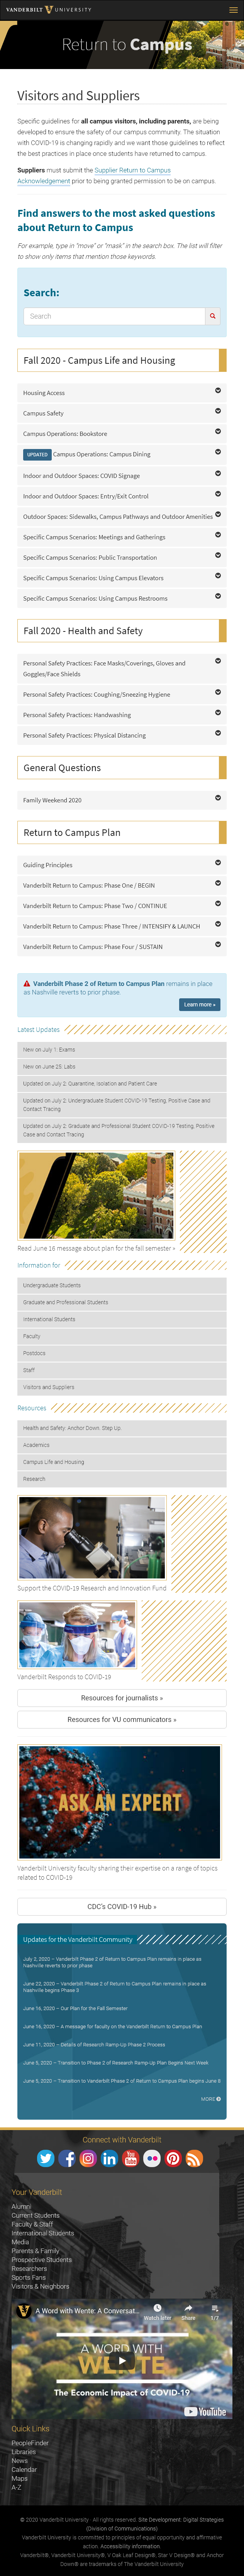 VANDERBILT UNIVERSITY
Return to Campus
Visitors and Suppliers
Specific guidelines for all campus visitors, including parents, are being
developed to ensure the safety of our campus community. The situation
with COVID-19 is changing rapidly and we want those guidelines to reflect
the best practices in place when they are expected to come to campus.
Suppliers must submit the Supplier Return to Campus
Acknowledgement prior to being granted permission to be on campus.
Find answers to the most asked questions
about Return to Campus
For example, type in "move" or "mask" in the search box. The list will filter
to show only items that mention those keywords.
Search:
Search
Fall 2020 - Campus Life and Housing
Housing Access
Campus Safety
Campus Operations: Bookstore
UPDATED Campus Operations: Campus Dining
Indoor and Outdoor Spaces: COVID Signage
Indoor and Outdoor Spaces: Entry/Exit Control
Outdoor Spaces: Sidewalks, Campus Pathways and Outdoor Amenities
Specific Campus Scenarios: Meetings and Gatherings
Specific Campus Scenarios: Public Transportation
Specific Campus Scenarios: Using Campus Elevators
Specific Campus Scenarios: Using Campus Restrooms
Fall 2020 - Health and Safety
Personal Safety Practices: Face Masks/Coverings, Gloves and
Goggles/Face Shields
Personal Safety Practices: Coughing/Sneezing Hygiene
Personal Safety Practices: Handwashing
Personal Safety Practices: Physical Distancing
General Questions
Family Weekend 2020
Return to Campus Plan
Guiding Principles
Vanderbilt Return to Campus: Phase One / BEGIN
Vanderbilt Return to Campus: Phase Two / CONTINUE
Vanderbilt Return to Campus: Phase Three / INTENSIFY & LAUNCH
Vanderbilt Return to Campus: Phase Four / SUSTAIN
Vanderbilt Phase 2 of Return to Campus Plan remains in place
as Nashville reverts to prior phase.
Learn more »
Latest Updates
New on July 1: Exams
New on June 25: Labs
Updated on July 2: Quarantine, Isolation and Patient Care
Updated on July 2: Undergraduate Student COVID-19 Testing, Positive Case and
Contact Tracing
Updated on July 2: Graduate and Professional Student COVID-19 Testing, Positive
Case and Contact Tracing
Read June 16 message about plan for the fall semester »
Information for
Undergraduate Students
Graduate and Professional Students
International Students
Faculty
Postdocs
Staff
Visitors and Suppliers
Resources
Health and Safety: Anchor Down. Step Up.
Academics
Campus Life and Housing
Research
Support the COVID-19 Research and Innovation Fund
Vanderbilt Responds to COVID-19
Resources for journalists »
Resources for VU communicators »
ASK AN EXPERT
Vanderbilt University faculty sharing their expertise on a range of topics
related to COVID-19
CDC's COVID-19 Hub »
Updates for the Vanderbilt Community
July 2, 2020 – Vanderbilt Phase 2 of Return to Campus Plan remains in place as
Nashville reverts to prior phase
June 22, 2020 – Vanderbilt Phase 2 of Return to Campus Plan remains in place as
Nashville begins Phase 3
June 16, 2020 – Our Plan for the Fall Semester
June 16, 2020 – A message for faculty on the Vanderbilt Return to Campus Plan
June 11, 2020 – Details of Research Ramp-Up Phase 2 Process
June 5, 2020 – Transition to Phase 2 of Research Ramp-Up Plan Begins Next Week
June 5, 2020 – Transition to Vanderbilt Phase 2 of Return to Campus Plan begins June 8
MORE
Connect with Vanderbilt
You Tube
Your Vanderbilt
Alumni
Current Students
Faculty & Staff
International Students
Media
Parents & Family
Prospective Students
Researchers
Sports Fans
Visitors & Neighbors
A Word with Wente: A Conversat...
Watch later
Share
1/7
A WORD WITH
WENTE
The Economic Impact of COVID-19
YouTube
Quick Links
PeopleFinder
Libraries
News
Calendar
Maps
A-Z
© 2020 Vanderbilt University · All rights reserved. Site Development: Digital Strategies
(Division of Communications)
Vanderbilt University is committed to principles of equal opportunity and affirmative
action. Accessibility information.
Vanderbilt®, Vanderbilt University®, V Oak Leaf Design®, Star V Design® and Anchor
Down® are trademarks of The Vanderbilt University